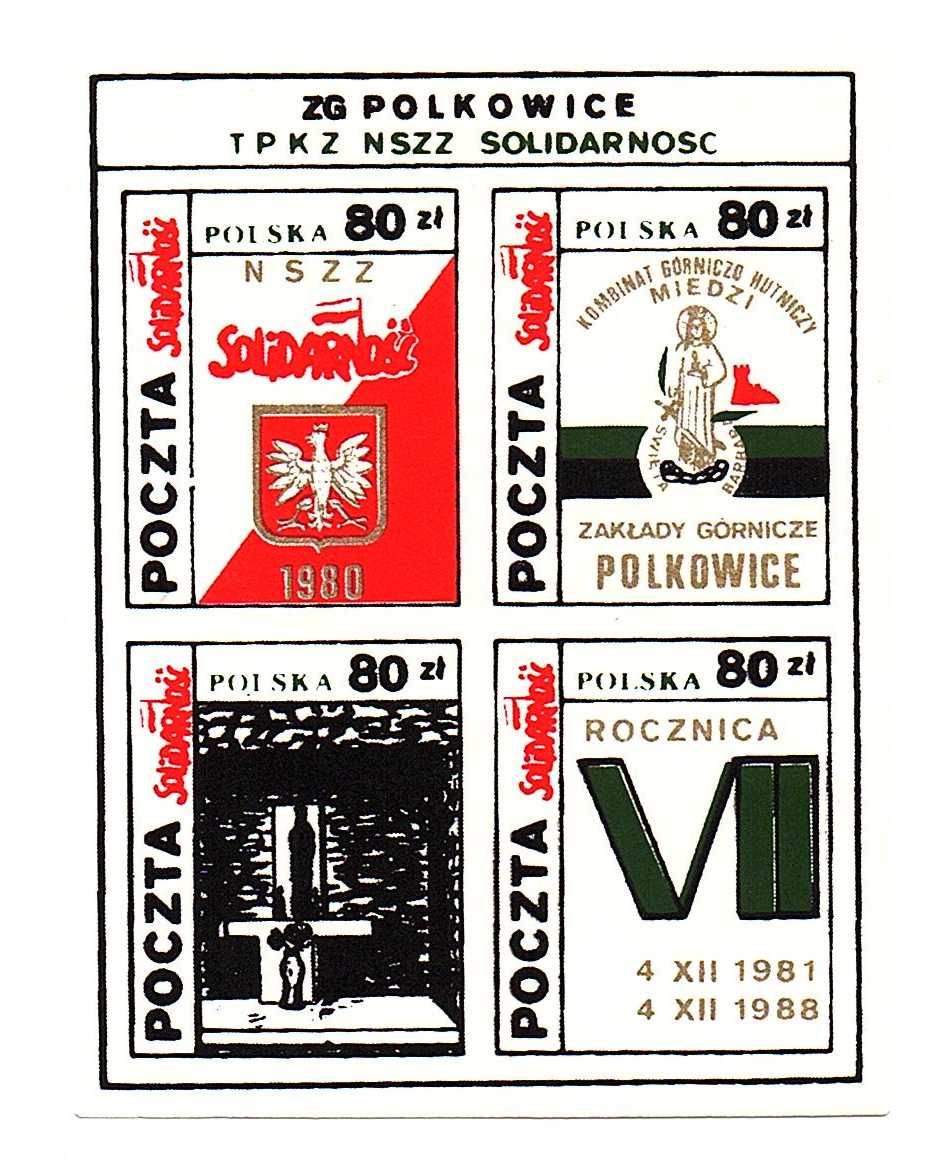 ZG POLKOWICE
TPKZ NSZZ SOLIDARNOSC
POCZTA SOLIDARNOŚĆ
POLSKA 80 zł
NSZZ
SOLIDARNOŚĆ
1980
POCZTA SOLIDARNOŚĆ
POLSKA 80 zł
KOMBINAT GÓRNICZO HUTNICZY
MIEDZI
ŚWIĘTA BARBARA
ZAKŁADY GÓRNICZE
POLKOWICE
POCZTA SOLIDARNOŚĆ
POLSKA 80 zł
POCZTA SOLIDARNOŚĆ
POLSKA 80 zł
ROCZNICA
VII
4 XII 1981
4 XII 1988